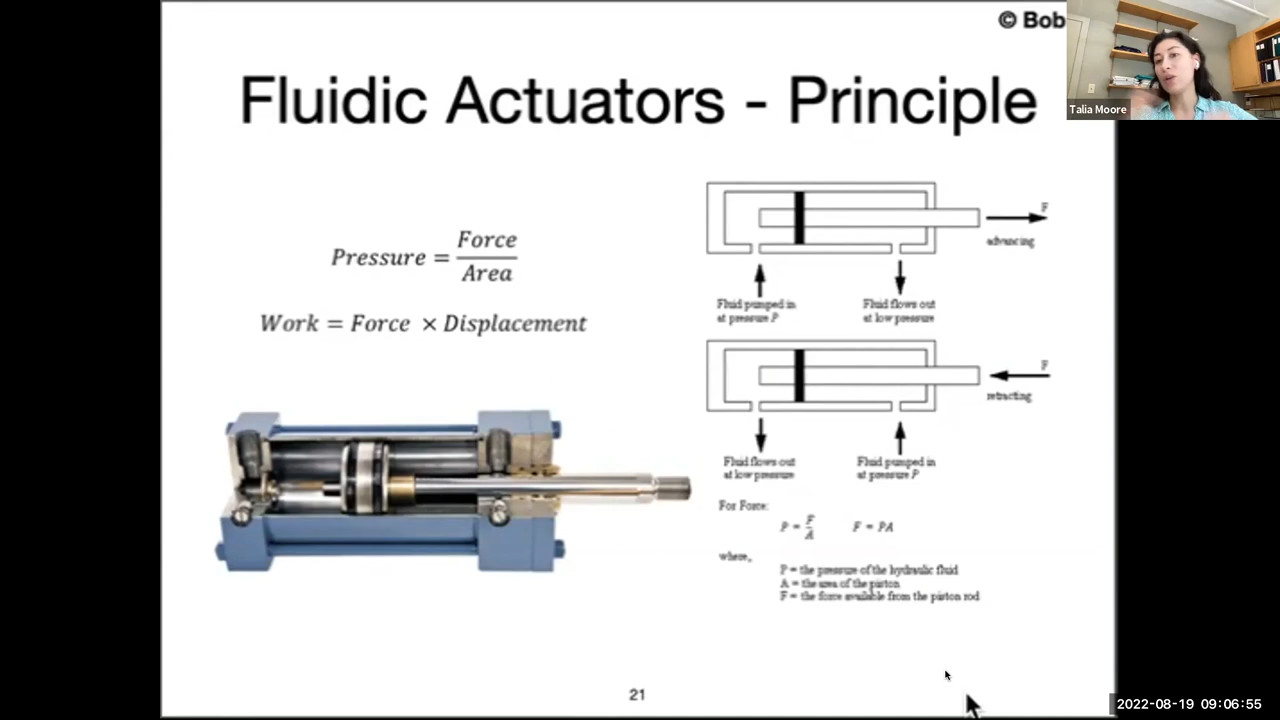 © Bob
Talia Moore
Fluidic Actuators - Principle
Pressure = Force
Area
Work = Force × Displacement
F
advancing
Fluid pumped in
at pressure P
Fluid flows out
at low pressure
F
retracting
Fluid flows out
at low pressure
Fluid pumped in
at pressure P
For Force:
P = F
A
F = PA
where,
P = the pressure of the hydraulic fluid
A = the area of the piston
F = the force available from the piston rod
21
2022-08-19 09:06:55